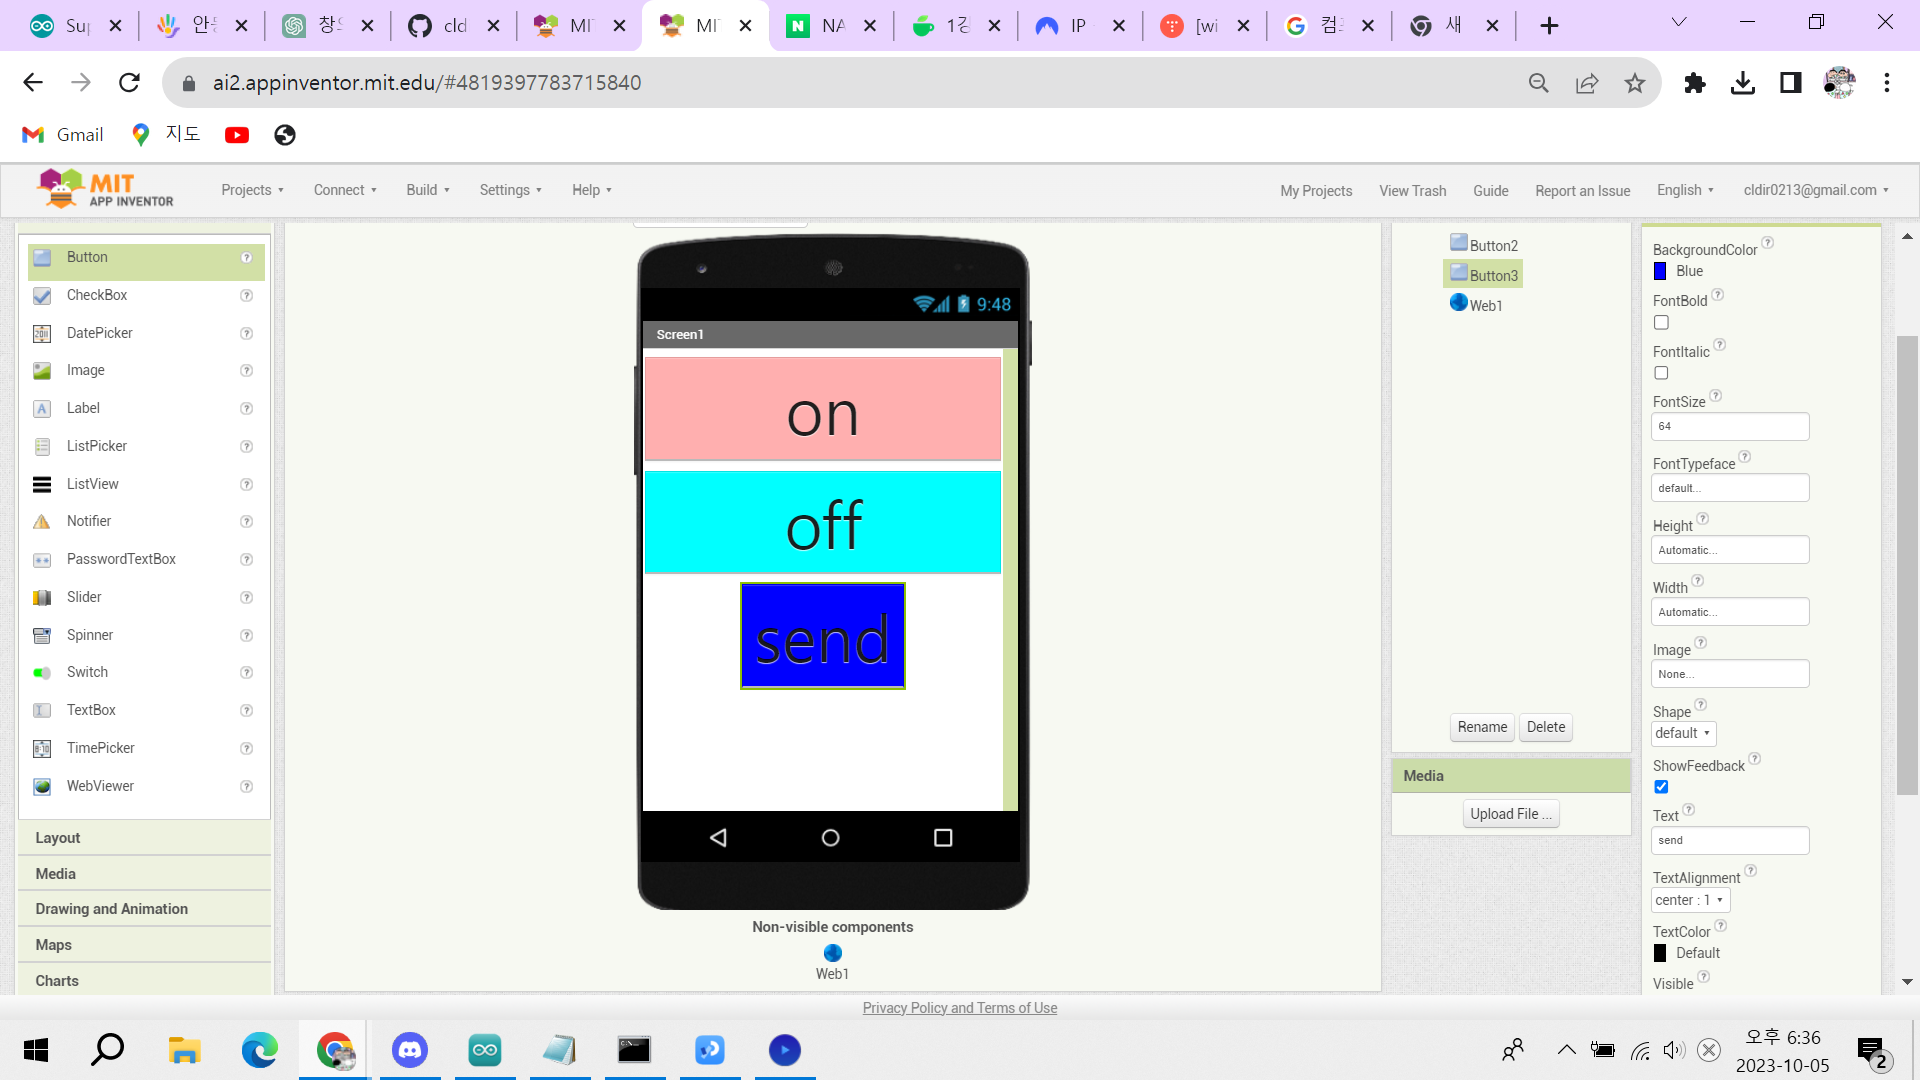 Su
안
창
cld
MI
MI
NA
1강
IP
[wi
컴
새
ai2.appinventor.mit.edu/#4819397783715840
Gmail
지도
MIT
APP INVENTOR
Projects
Connect
Build
Settings
Help
My Projects
View Trash
Guide
Report an Issue
English
cldir0213@gmail.com
Button
CheckBox
DatePicker
Image
Label
ListPicker
ListView
Notifier
PasswordTextBox
Slider
Spinner
Switch
TextBox
TimePicker
WebViewer
Layout
Media
Drawing and Animation
Maps
Charts
9:48
Screen1
on
off
send
Non-visible components
Web1
Button2
Button3
Web1
Rename
Delete
Media
Upload File ...
BackgroundColor
Blue
FontBold
FontItalic
FontSize
64
FontTypeface
default...
Height
Automatic...
Width
Automatic...
Image
None...
Shape
default
ShowFeedback
Text
send
TextAlignment
center : 1
TextColor
Default
Visible
Privacy Policy and Terms of Use
오후 6:36
2023-10-05
2